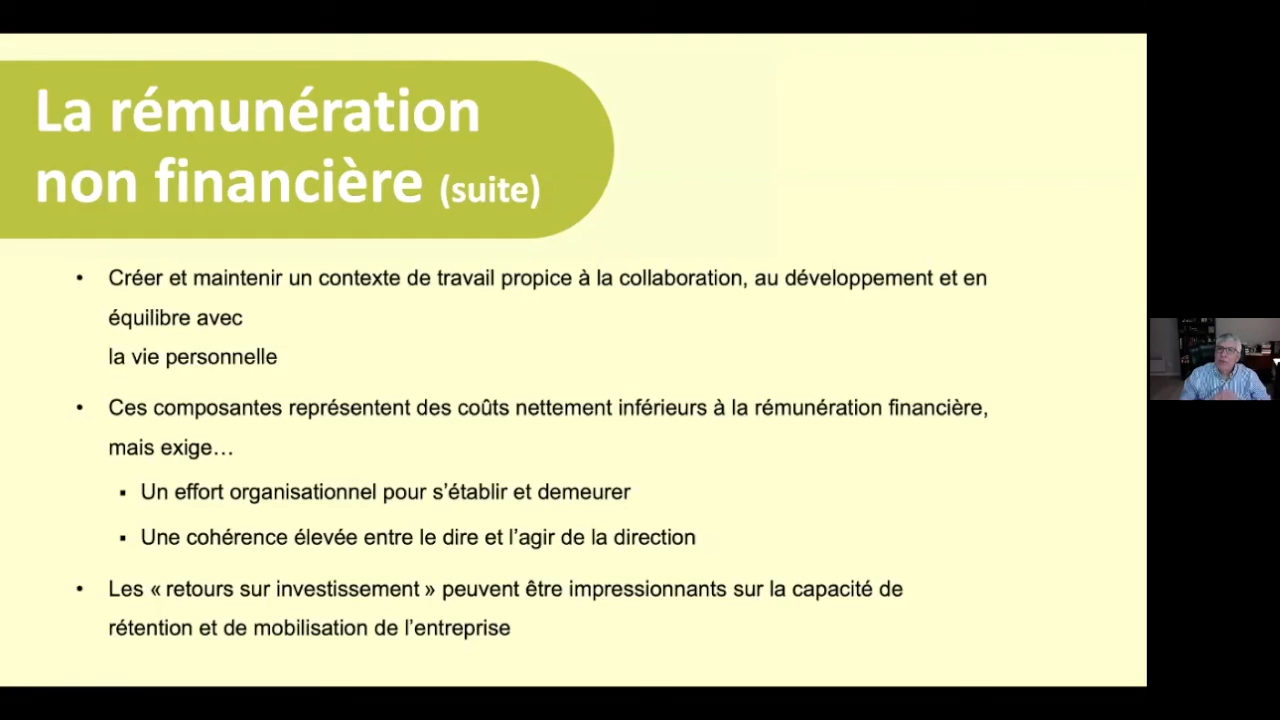 La rémunération
non financière (suite)
• Créer et maintenir un contexte de travail propice à la collaboration, au développement et en
équilibre avec
la vie personnelle
• Ces composantes représentent des coûts nettement inférieurs à la rémunération financière,
mais exige…
▪ Un effort organisationnel pour s’établir et demeurer
▪ Une cohérence élevée entre le dire et l’agir de la direction
• Les « retours sur investissement » peuvent être impressionnants sur la capacité de
rétention et de mobilisation de l’entreprise